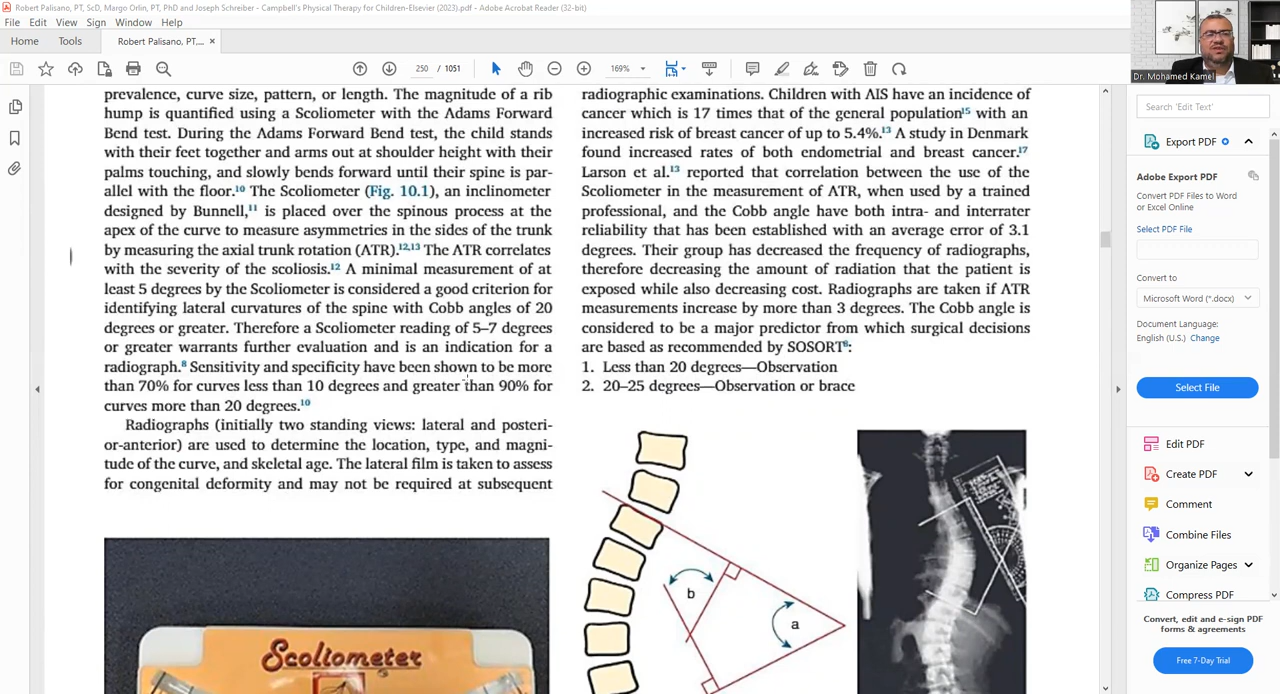 Robert Palisano, PT, ScD, Margo Orlin, PT, PhD and Joseph Schreiber - Campbell's Physical Therapy for Children-Elsevier (2023).pdf - Adobe Acrobat Reader (32-bit)
File Edit View Sign Window Help
Home Tools Robert Palisano, PT,... ×
250 / 1051 169%
Dr. Mohamed Kamel
prevalence, curve size, pattern, or length. The magnitude of a rib
hump is quantified using a Scoliometer with the Adams Forward
Bend test. During the Adams Forward Bend test, the child stands
with their feet together and arms out at shoulder height with their
palms touching, and slowly bends forward until their spine is par-
allel with the floor.10 The Scoliometer (Fig. 10.1), an inclinometer
designed by Bunnell,11 is placed over the spinous process at the
apex of the curve to measure asymmetries in the sides of the trunk
by measuring the axial trunk rotation (ATR).12,13 The ATR correlates
with the severity of the scoliosis.12 A minimal measurement of at
least 5 degrees by the Scoliometer is considered a good criterion for
identifying lateral curvatures of the spine with Cobb angles of 20
degrees or greater. Therefore a Scoliometer reading of 5–7 degrees
or greater warrants further evaluation and is an indication for a
radiograph.8 Sensitivity and specificity have been shown to be more
than 70% for curves less than 10 degrees and greater than 90% for
curves more than 20 degrees.10
Radiographs (initially two standing views: lateral and posteri-
or-anterior) are used to determine the location, type, and magni-
tude of the curve, and skeletal age. The lateral film is taken to assess
for congenital deformity and may not be required at subsequent
Scoliometer
radiographic examinations. Children with AIS have an incidence of
cancer which is 17 times that of the general population15 with an
increased risk of breast cancer of up to 5.4%.13 A study in Denmark
found increased rates of both endometrial and breast cancer.17
Larson et al.13 reported that correlation between the use of the
Scoliometer in the measurement of ATR, when used by a trained
professional, and the Cobb angle have both intra- and interrater
reliability that has been established with an average error of 3.1
degrees. Their group has decreased the frequency of radiographs,
therefore decreasing the amount of radiation that the patient is
exposed while also decreasing cost. Radiographs are taken if ATR
measurements increase by more than 3 degrees. The Cobb angle is
considered to be a major predictor from which surgical decisions
are based as recommended by SOSORT8:
1. Less than 20 degrees—Observation
2. 20–25 degrees—Observation or brace
b
a
Search 'Edit Text'
Export PDF
Adobe Export PDF
Convert PDF Files to Word
or Excel Online
Select PDF File
Convert to
Microsoft Word (*.docx)
Document Language:
English (U.S.) Change
Select File
Edit PDF
Create PDF
Comment
Combine Files
Organize Pages
Compress PDF
Convert, edit and e-sign PDF
forms & agreements
Free 7-Day Trial